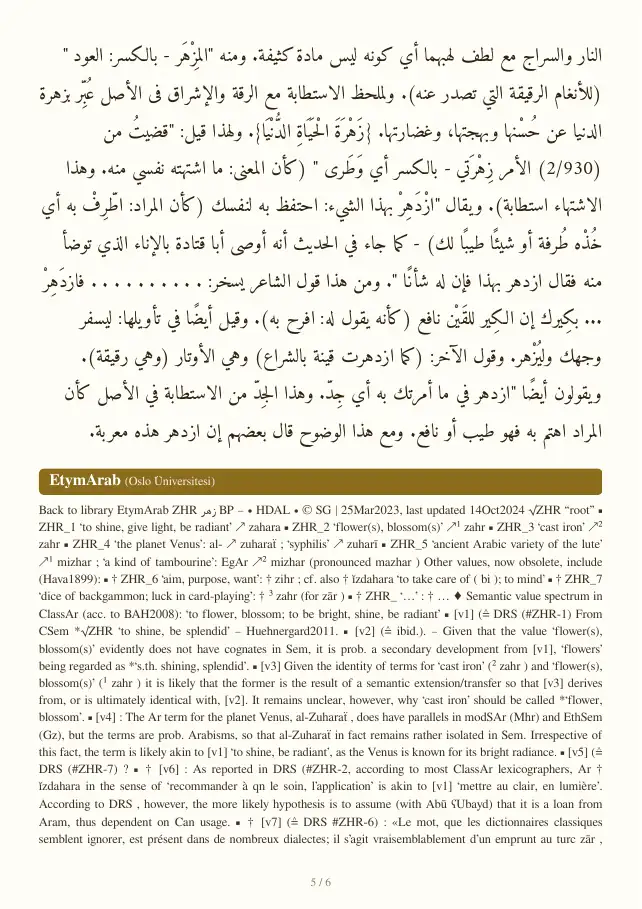 النار والسراج مع لطف لهبهما أي كونه ليس مادة كثيفة. ومنه "المِزْهَر - بالكسر: العود "
(للأنغام الرقيقة التي تصدر عنه). ولملحظ الاستطابة مع الرقة والإشراق فى الأصل عُبِّر بزهرة
الدنيا عن حُسْنها وبهجتها، وغضارتها. {زَهْرَةَ الْحَيَاةِ الدُّنْيَا}. ولهذا قيل: "قضيتُ من
(2/930) الأمر زِهْرَتي - بالكسر أي وَطَرى " (كأن المعنى: ما اشتهته نفسي منه. وهذا
الاشتهاء استطابة). ويقال "ازْدَهِرْ بهذا الشيء: احتفظ به لنفسك (كأن المراد: اطّرِفْ به أي
خُذْه طُرفة أو شيئًا طيبًا لك) - كما جاء في الحديث أنه أوصى أبا قتادة بالإناء الذي توضأ
منه فقال ازدهر بهذا فإن له شأنًا ". ومن هذا قول الشاعر يسخر: . . . . . . . . . . فازدَهِرْ
... بكِيرك إن الكِير للقَيْن نافع (كأنه يقول له: افرح به). وقيل أيضًا في تأويلها: ليسفر
وجهك وليُزْهر. وقول الآخر: (كما ازدهرت قينة بالشراع) وهي الأوتار (وهي رقيقة).
ويقولون أيضًا "ازدهر في ما أمرتك به أي جِدّ. وهذا الجِدّ من الاستطابة في الأصل كأن
المراد اهتم به فهو طيب أو نافع. ومع هذا الوضوح قال بعضهم إن ازدهر هذه معربة.
EtymArab (Oslo Üniversitesi)
Back to library EtymArab ZHR زهر BP – • HDAL • © SG | 25Mar2023, last updated 14Oct2024 √ZHR “root” ▪
ZHR_1 ‘to shine, give light, be radiant’ ↗ zahara ▪ ZHR_2 ‘flower(s), blossom(s)’ ↗¹ zahr ▪ ZHR_3 ‘cast iron’ ↗²
zahr ▪ ZHR_4 ‘the planet Venus’: al- ↗ zuharaẗ ; ‘syphilis’ ↗ zuharī ▪ ZHR_5 ‘ancient Arabic variety of the lute’
↗¹ mizhar ; ‘a kind of tambourine’: EgAr ↗² mizhar (pronounced mazhar ) Other values, now obsolete, include
(Hava1899): ▪ † ZHR_6 ‘aim, purpose, want’: † zihr ; cf. also † ĭzdahara ‘to take care of ( bi ); to mind’ ▪ † ZHR_7
‘dice of backgammon; luck in card-playing’: † ³ zahr (for zār ) ▪ † ZHR_ ‘…’ : † … ♦ Semantic value spectrum in
ClassAr (acc. to BAH2008): ‘to flower, blossom; to be bright, shine, be radiant’ ▪ [v1] (≙ DRS (#ZHR-1) From
CSem *√ZHR ‘to shine, be splendid’ – Huehnergard2011. ▪ [v2] (≙ ibid.). – Given that the value ‘flower(s),
blossom(s)’ evidently does not have cognates in Sem, it is prob. a secondary development from [v1], ‘flowers’
being regarded as *‘s.th. shining, splendid’. ▪ [v3] Given the identity of terms for ‘cast iron’ (² zahr ) and ‘flower(s),
blossom(s)’ (¹ zahr ) it is likely that the former is the result of a semantic extension/transfer so that [v3] derives
from, or is ultimately identical with, [v2]. It remains unclear, however, why ‘cast iron’ should be called *‘flower,
blossom’. ▪ [v4] : The Ar term for the planet Venus, al-Zuharaẗ , does have parallels in modSAr (Mhr) and EthSem
(Gz), but the terms are prob. Arabisms, so that al-Zuharaẗ in fact remains rather isolated in Sem. Irrespective of
this fact, the term is likely akin to [v1] ‘to shine, be radiant’, as the Venus is known for its bright radiance. ▪ [v5] (≙
DRS (#ZHR-7) ? ▪ † [v6] : As reported in DRS (#ZHR-2, according to most ClassAr lexicographers, Ar †
ĭzdahara in the sense of ‘recommander à qn le soin, l’application’ is akin to [v1] ‘mettre au clair, en lumière’.
According to DRS , however, the more likely hypothesis is to assume (with Abū ʕUbayd) that it is a loan from
Aram, thus dependent on Can usage. ▪ † [v7] (≙ DRS #ZHR-6) : «Le mot, que les dictionnaires classiques
semblent ignorer, est présent dans de nombreux dialectes; il s’agit vraisemblablement d’un emprunt au turc zār ,
5 / 6